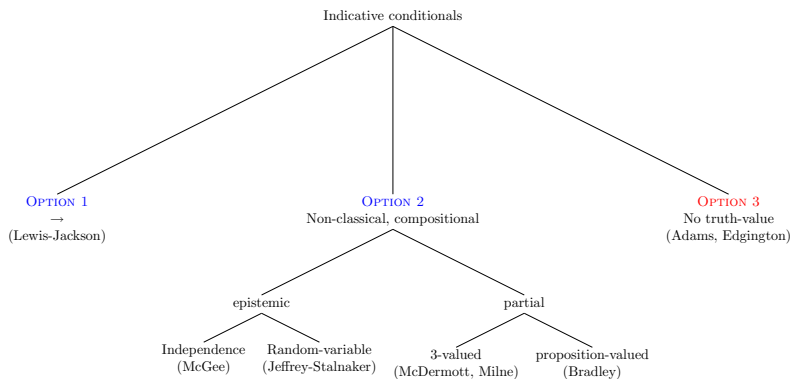 Indicative conditionals
OPTION 1
→
(Lewis-Jackson)
OPTION 2
Non-classical, compositional
OPTION 3
No truth-value
(Adams, Edgington)
epistemic
partial
Independence
(McGee)
Random-variable
(Jeffrey-Stalnaker)
3-valued
(McDermott, Milne)
proposition-valued
(Bradley)